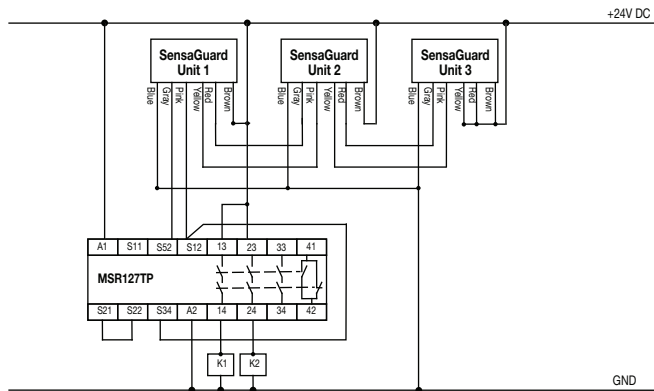 +24V DC
SensaGuard
Unit 1
SensaGuard
Unit 2
SensaGuard
Unit 3
Blue
Gray
Pink
Yellow
Red
Brown
Blue
Gray
Pink
Yellow
Red
Brown
Blue
Gray
Pink
Yellow
Red
Brown
A1 S11 S52 S12 13 23 33 41
MSR127TP
S21 S22 S34 A2 14 24 34 42
K1 K2
GND